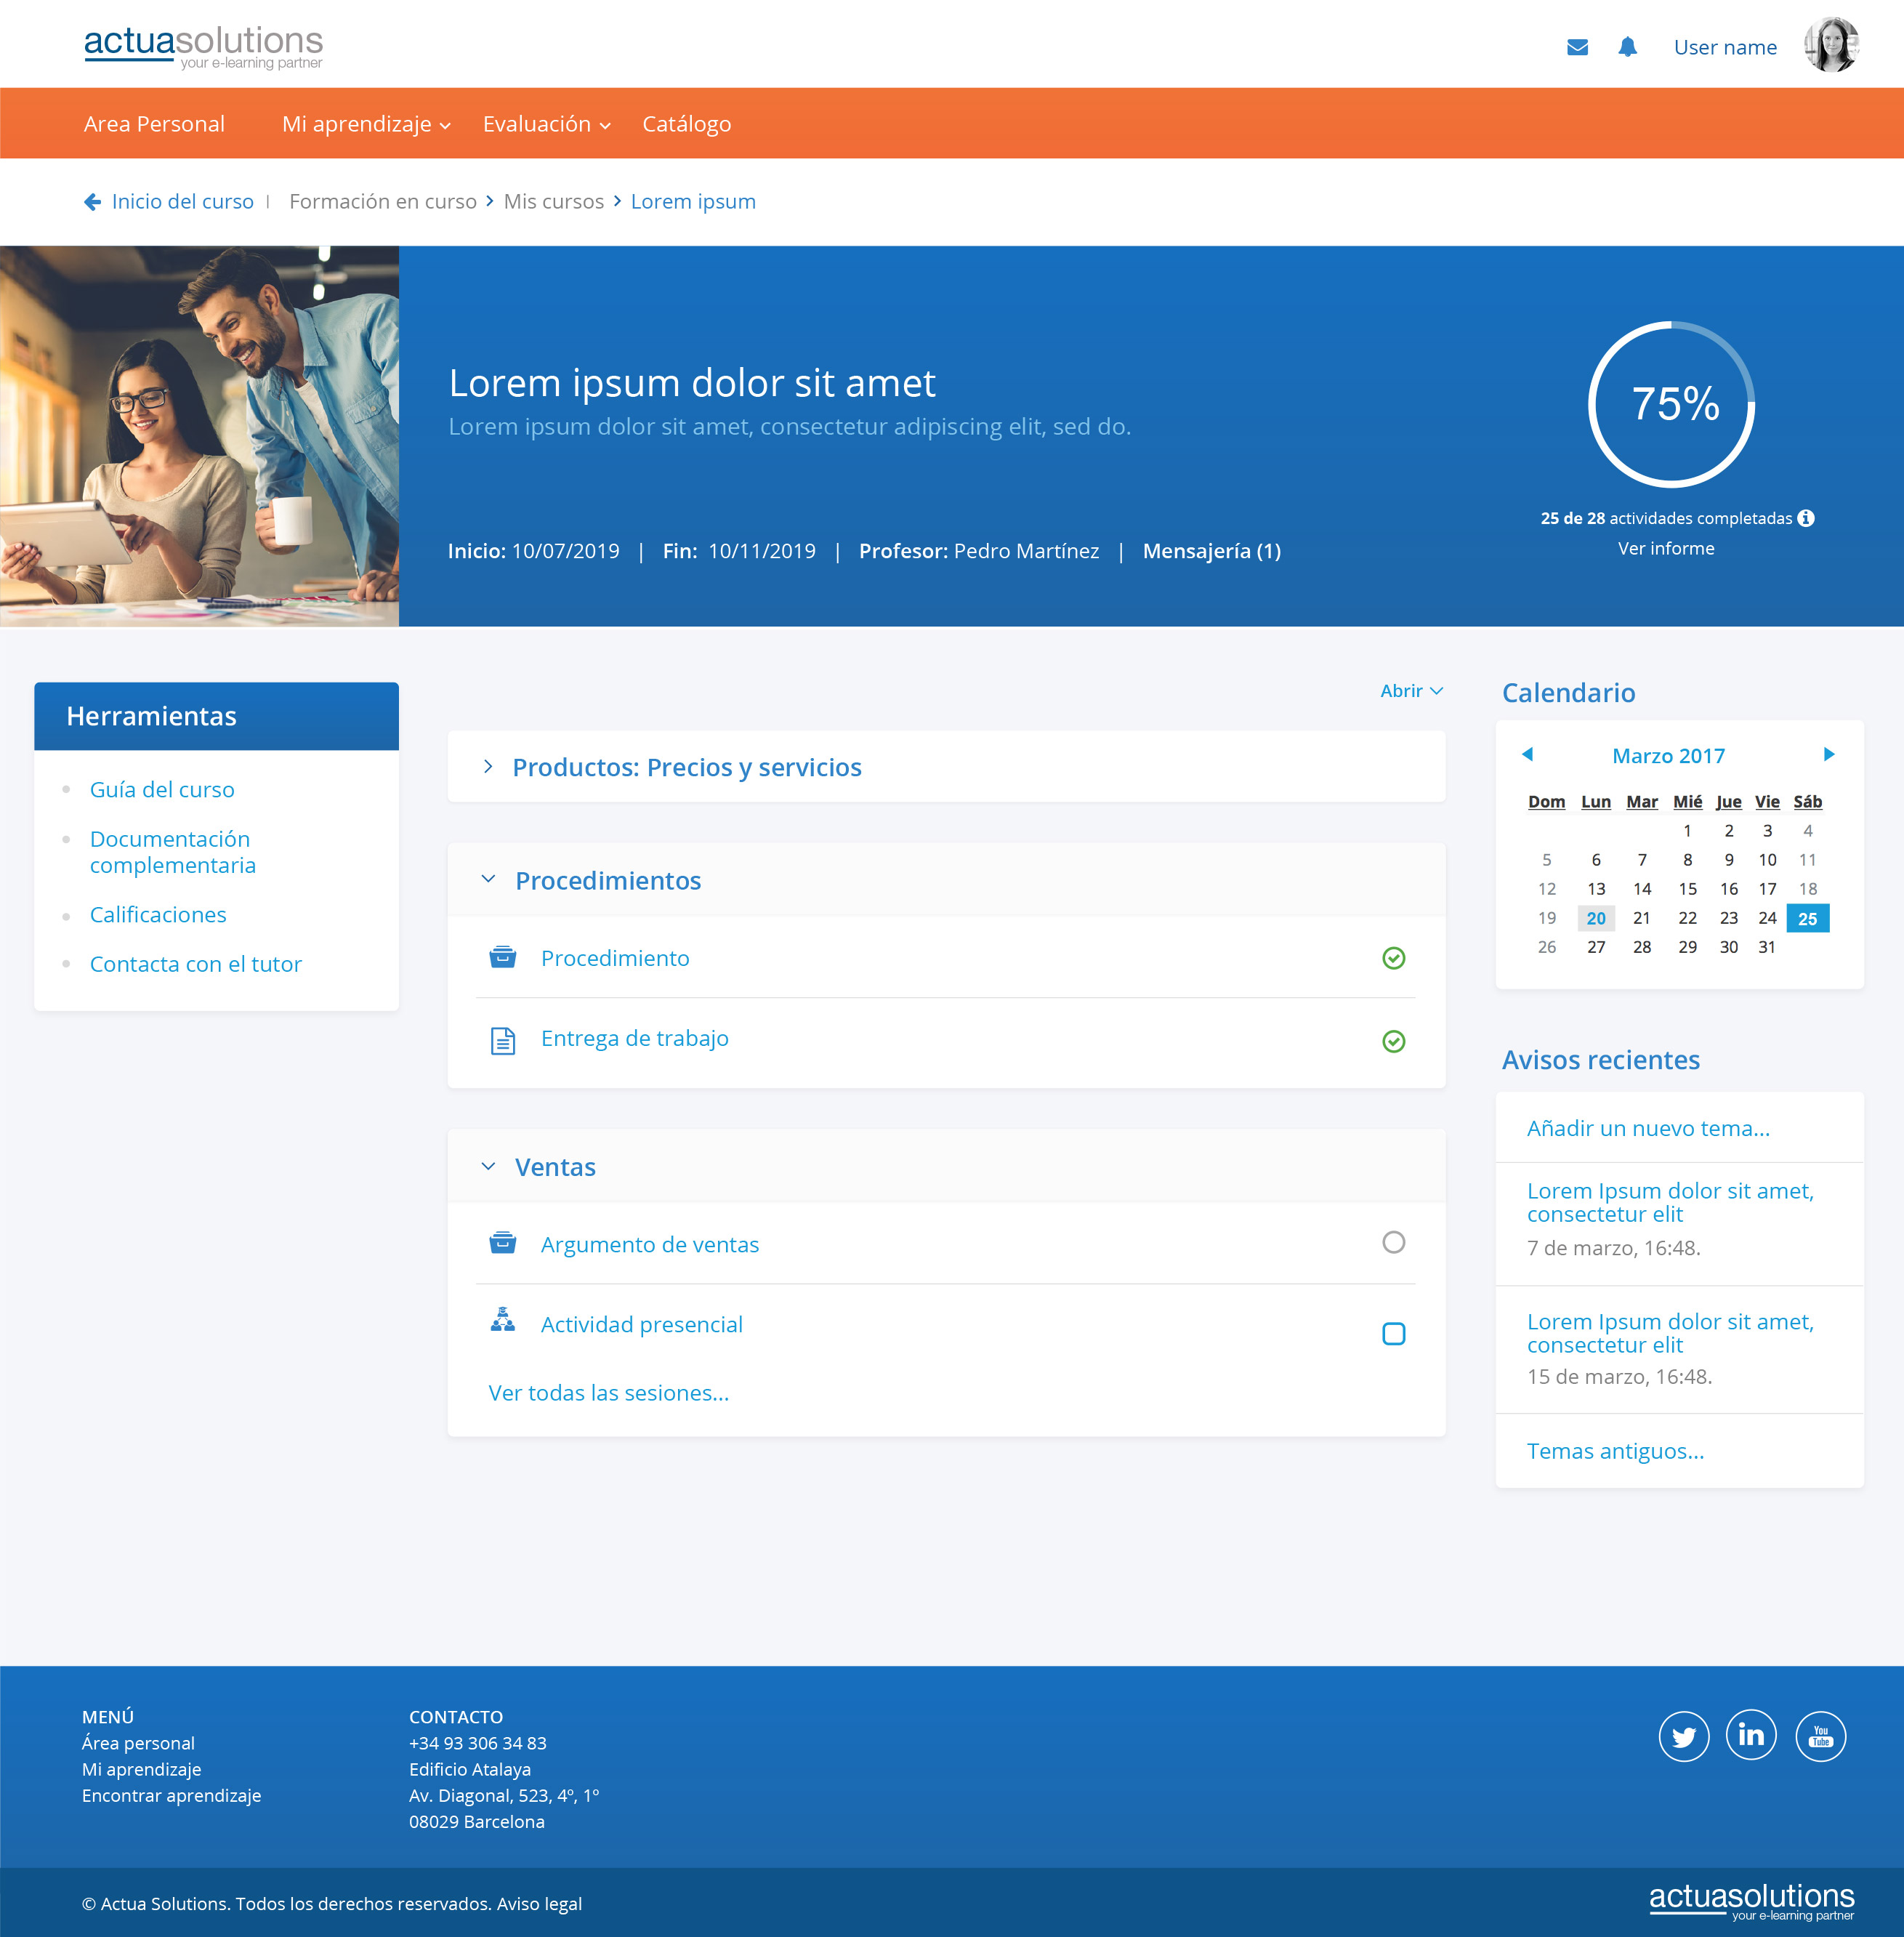 actuasolutions
your e-learning partner
User name
Area Personal Mi aprendizaje Evaluación Catálogo
Inicio del curso | Formación en curso > Mis cursos > Lorem ipsum
Lorem ipsum dolor sit amet
Lorem ipsum dolor sit amet, consectetur adipiscing elit, sed do.
Inicio: 10/07/2019 | Fin: 10/11/2019 | Profesor: Pedro Martínez | Mensajería (1)
75%
25 de 28 actividades completadas
Ver informe
Herramientas
Guía del curso
Documentación
complementaria
Calificaciones
Contacta con el tutor
Abrir
Productos: Precios y servicios
Procedimientos
Procedimiento
Entrega de trabajo
Ventas
Argumento de ventas
Actividad presencial
Ver todas las sesiones...
Calendario
Marzo 2017
Dom Lun Mar Mié Jue Vie Sáb
1 2 3 4
5 6 7 8 9 10 11
12 13 14 15 16 17 18
19 20 21 22 23 24 25
26 27 28 29 30 31
Avisos recientes
Añadir un nuevo tema...
Lorem Ipsum dolor sit amet,
consectetur elit
7 de marzo, 16:48.
Lorem Ipsum dolor sit amet,
consectetur elit
15 de marzo, 16:48.
Temas antiguos...
MENÚ
Área personal
Mi aprendizaje
Encontrar aprendizaje
CONTACTO
+34 93 306 34 83
Edificio Atalaya
Av. Diagonal, 523, 4º, 1º
08029 Barcelona
in
You
Tube
© Actua Solutions. Todos los derechos reservados. Aviso legal
actuasolutions
your e-learning partner